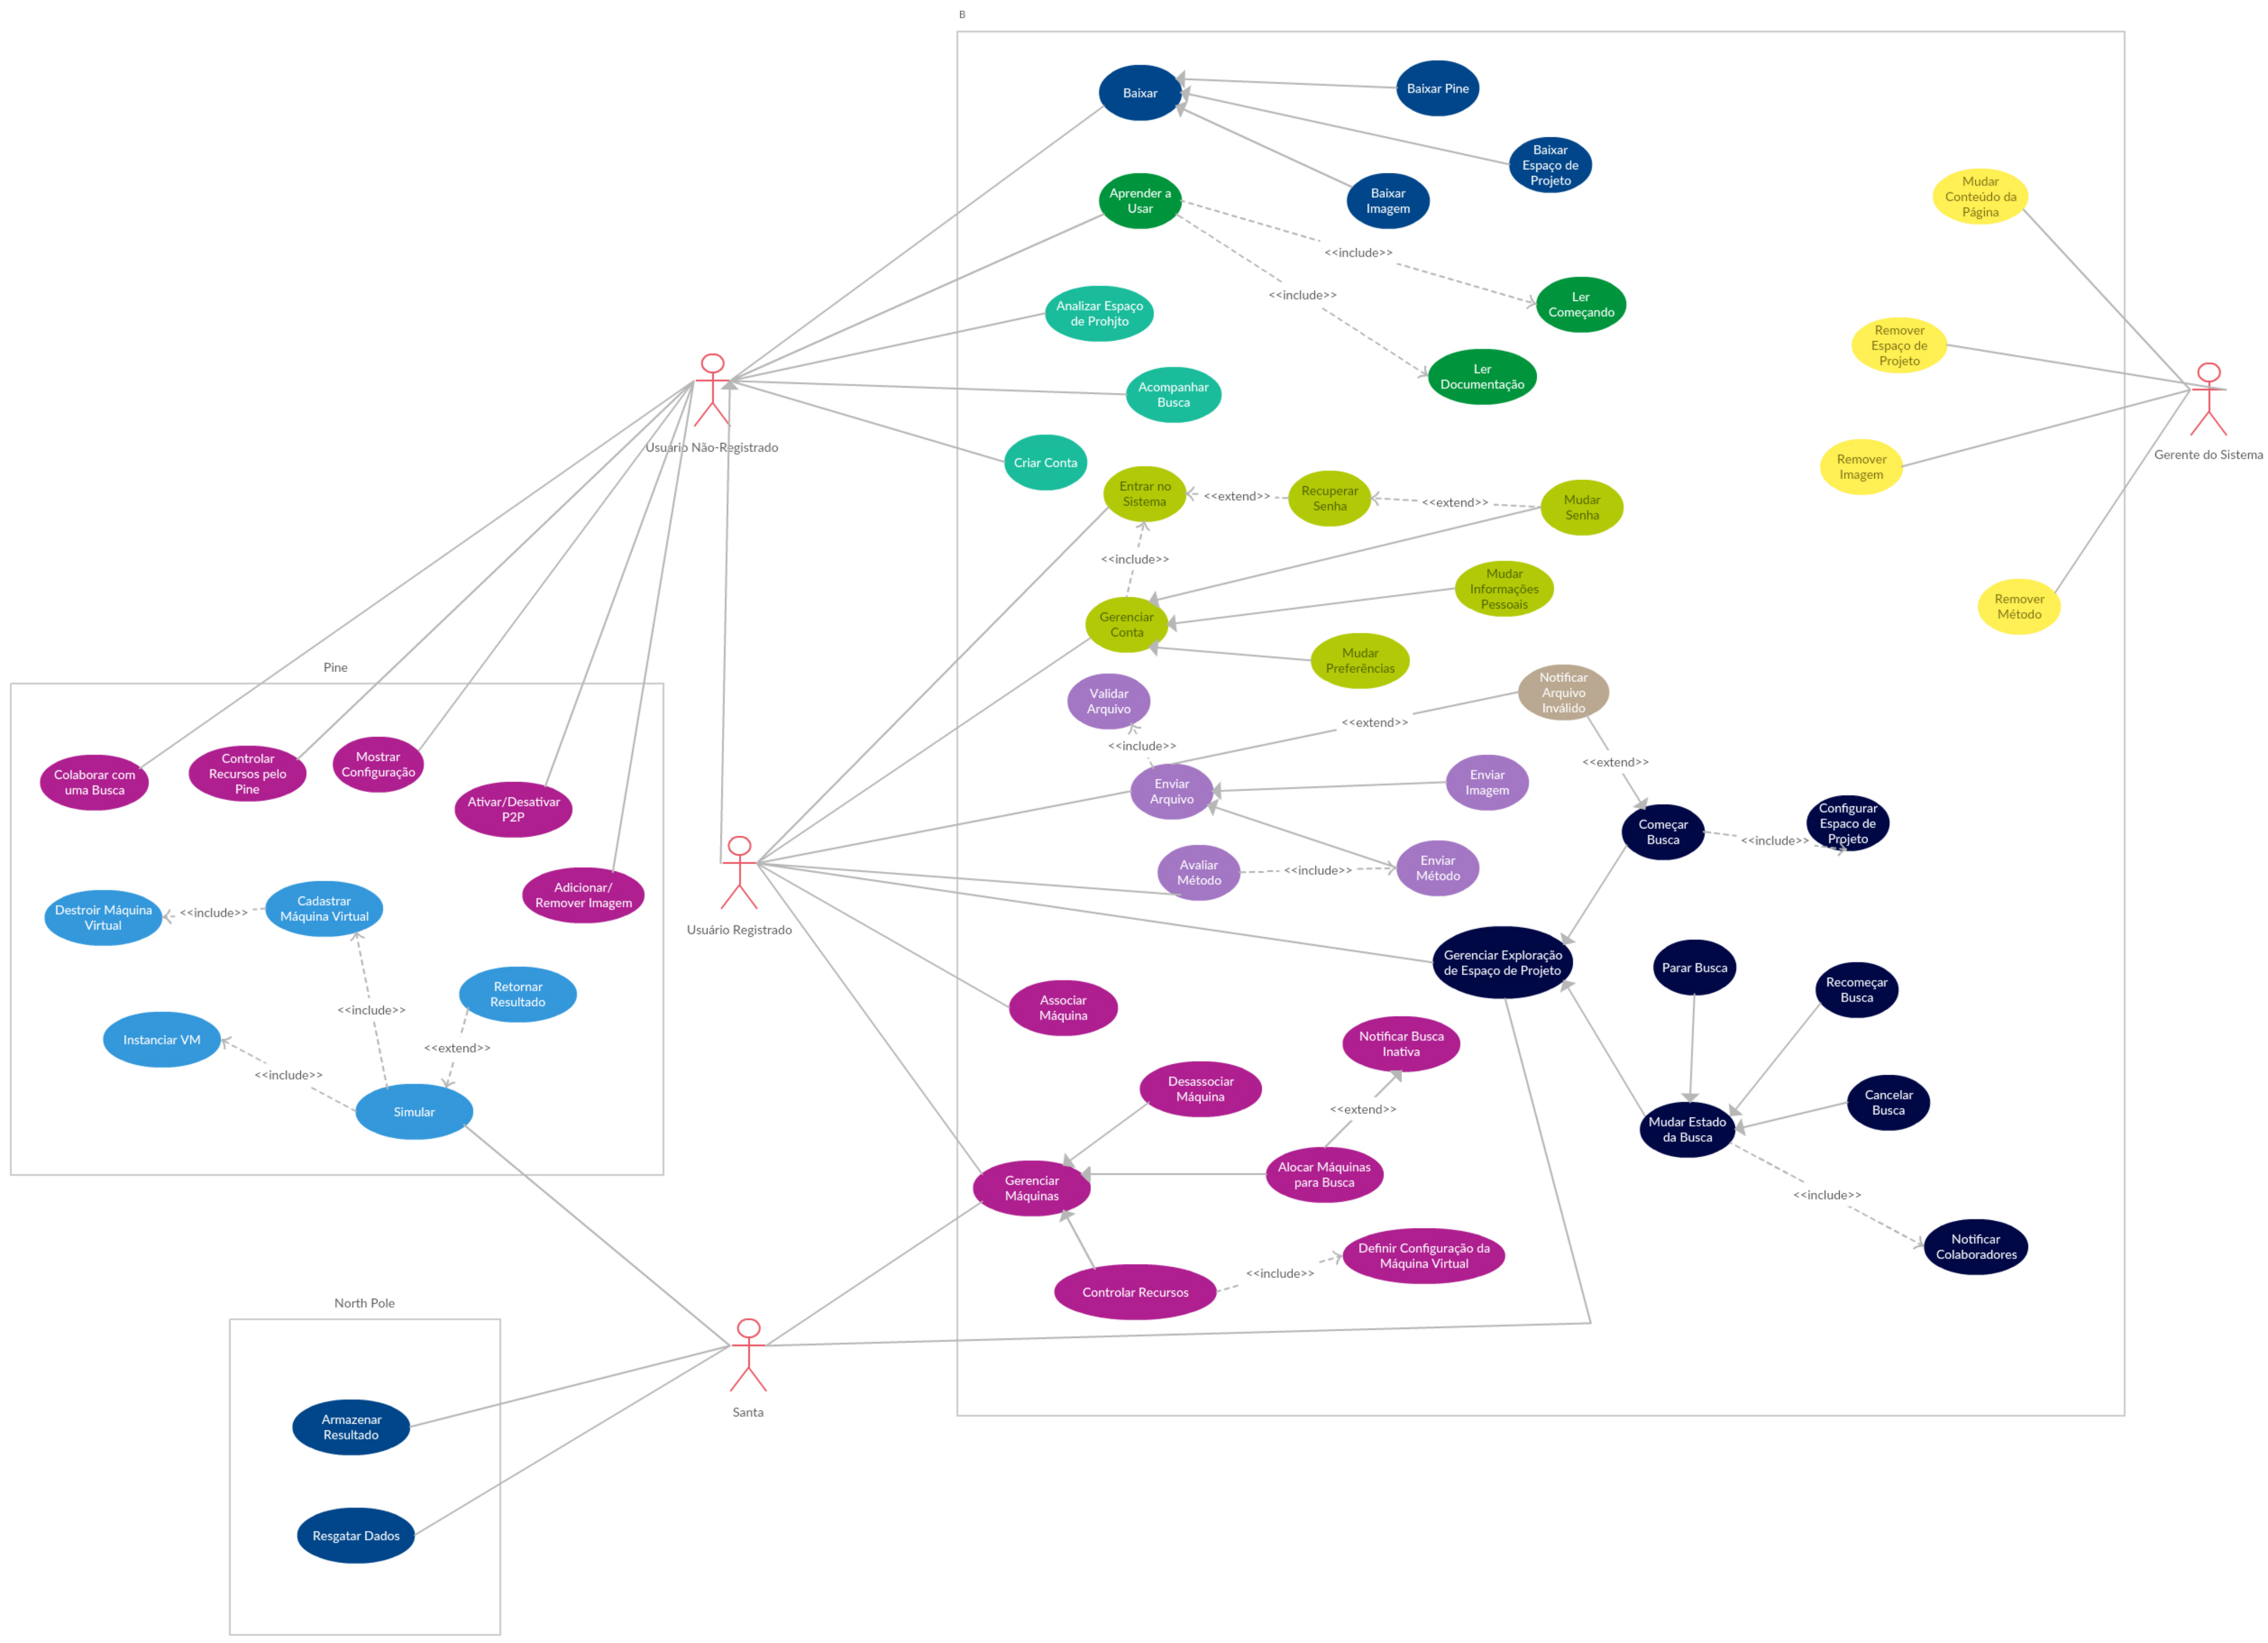 B
Baixar
Baixar Pine
Baixar
Espaço de
Projeto
Baixar
Imagem
Aprender a
Usar
<<include>>
<<include>>
Ler
Começando
Ler
Documentação
Analizar Espaço
de Prohjto
Acompanhar
Busca
Criar Conta
Usuário Não-Registrado
Mudar
Conteúdo da
Página
Remover
Espaço de
Projeto
Remover
Imagem
Remover
Método
Gerente do Sistema
Entrar no
Sistema
<<extend>>
Recuperar
Senha
<<extend>>
Mudar
Senha
<<include>>
Gerenciar
Conta
Mudar
Informações
Pessoais
Mudar
Preferências
Validar
Arquivo
<<include>>
Notificar
Arquivo
Inválido
<<extend>>
<<extend>>
Enviar
Arquivo
Enviar
Imagem
Avaliar
Método
<<include>>
Enviar
Método
Começar
Busca
<<include>>
Configurar
Espaco de
Projeto
Pine
Colaborar com
uma Busca
Controlar
Recursos pelo
Pine
Mostrar
Configuração
Ativar/Desativar
P2P
Adicionar/
Remover Imagem
Destroir Máquina
Virtual
<<include>>
Cadastrar
Máquina Virtual
<<include>>
Retornar
Resultado
<<extend>>
Instanciar VM
<<include>>
Simular
Usuário Registrado
Gerenciar Exploração
de Espaço de Projeto
Parar Busca
Recomeçar
Busca
Cancelar
Busca
Mudar Estado
da Busca
<<include>>
Notificar
Colaboradores
Associar
Máquina
Notificar Busca
Inativa
Desassociar
Máquina
<<extend>>
Gerenciar
Máquinas
Alocar Máquinas
para Busca
Controlar Recursos
<<include>>
Definir Configuração da
Máquina Virtual
North Pole
Armazenar
Resultado
Resgatar Dados
Santa